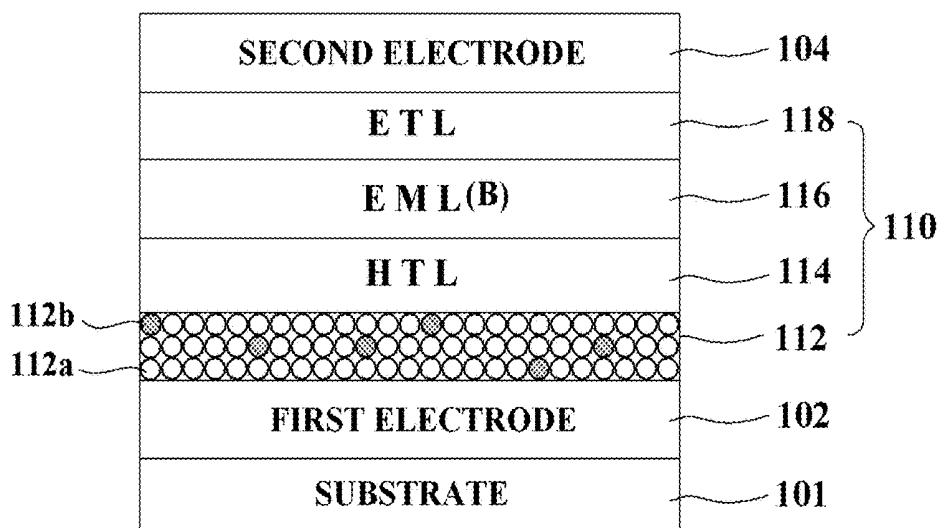 SECOND ELECTRODE 104
E T L 118
E M L (B) 116
110
H T L 114
112b
112
112a
FIRST ELECTRODE 102
SUBSTRATE 101